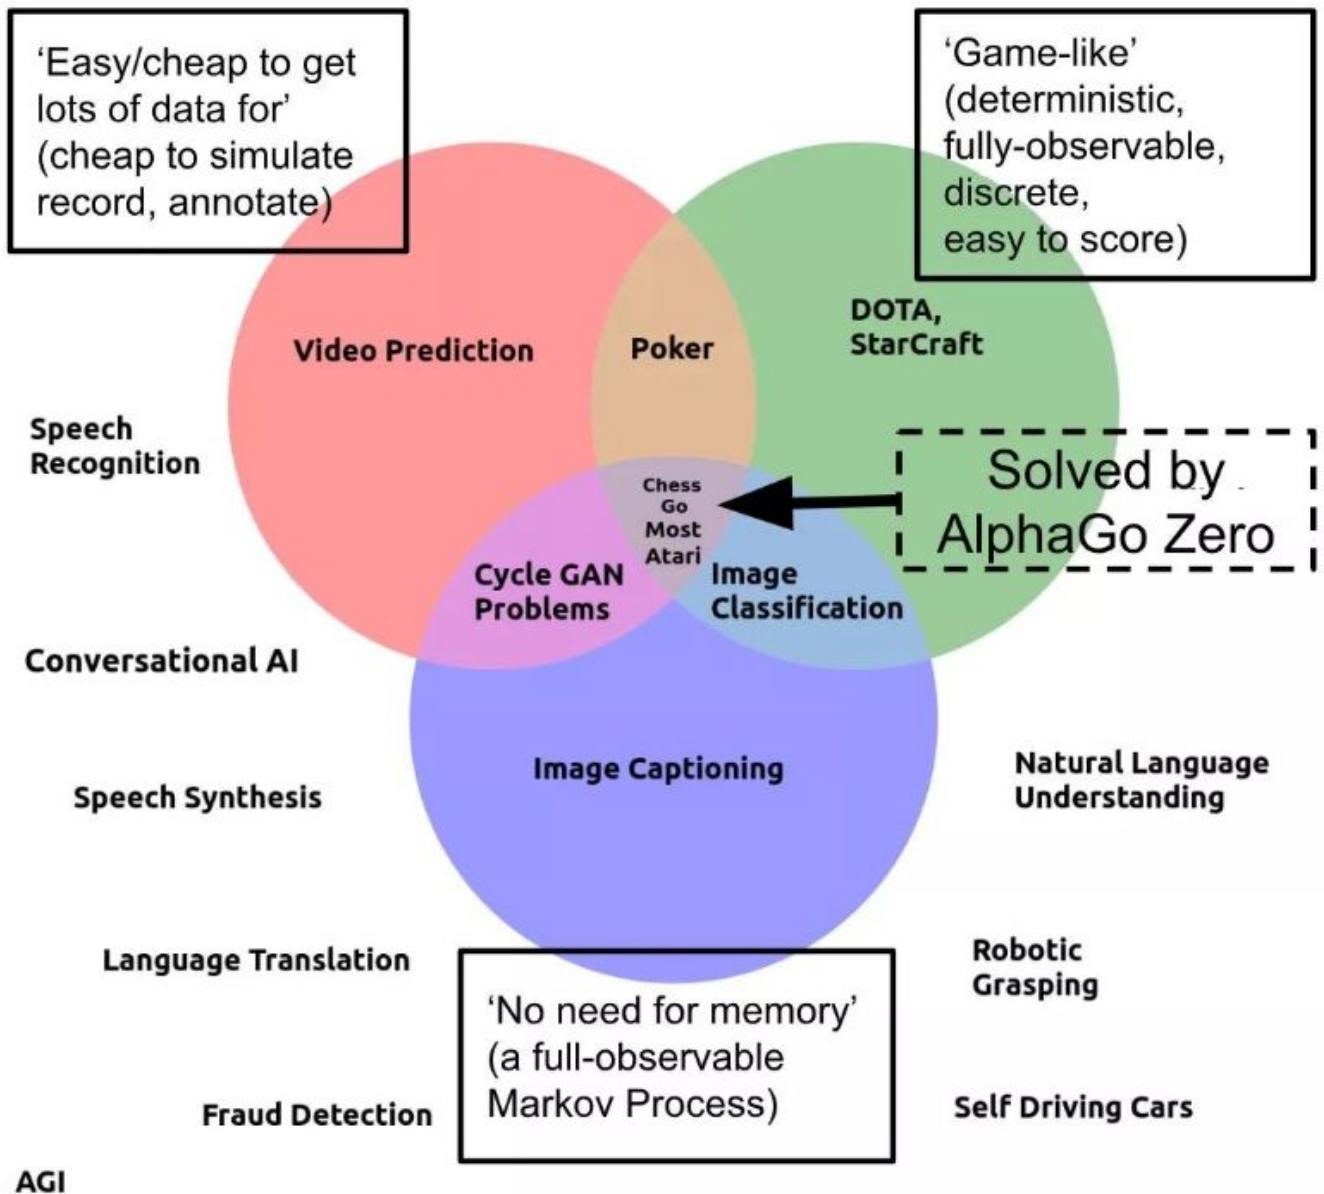 ‘Easy/cheap to get
lots of data for’
(cheap to simulate
record, annotate)
‘Game-like’
(deterministic,
fully-observable,
discrete,
easy to score)
Video Prediction
Poker
DOTA,
StarCraft
Speech
Recognition
Chess
Go
Most
Atari
Solved by
AlphaGo Zero
Cycle GAN
Problems
Image
Classification
Conversational AI
Image Captioning
Natural Language
Understanding
Speech Synthesis
Language Translation
Robotic
Grasping
‘No need for memory’
(a full-observable
Markov Process)
Fraud Detection
Self Driving Cars
AGI